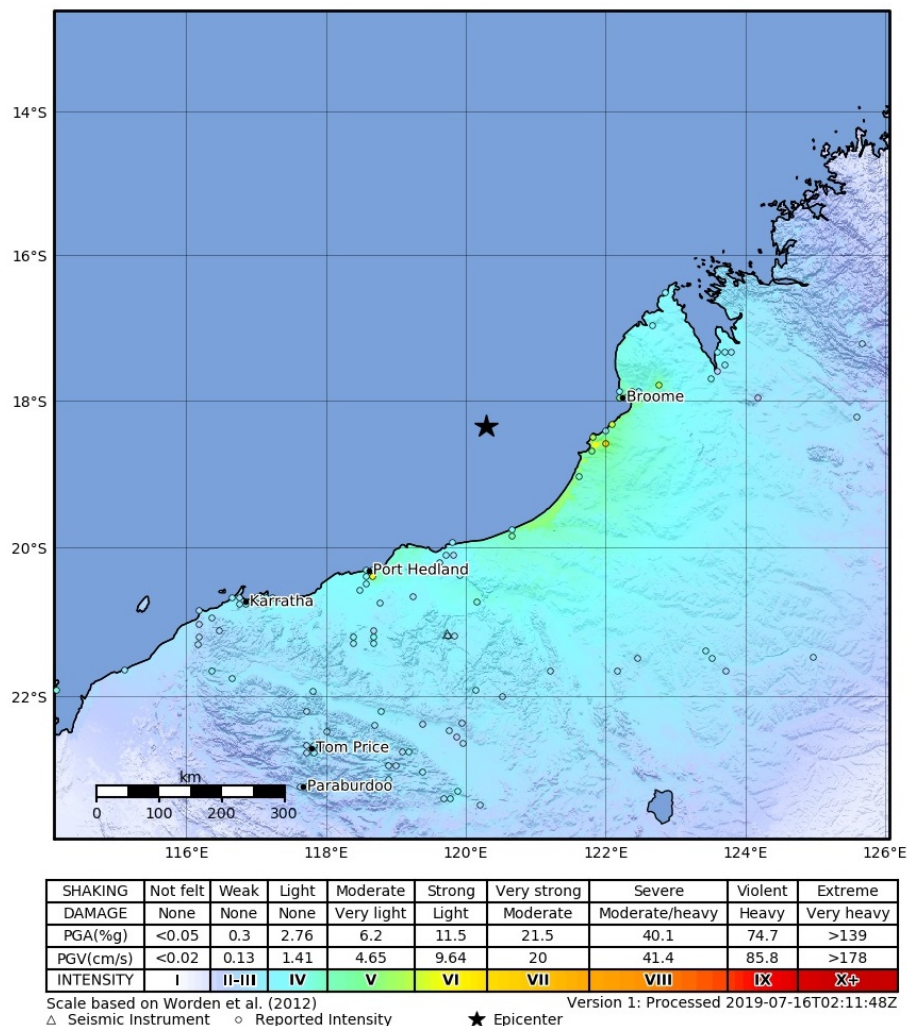 14°S
16°S
18°S
Broome
20°S
Port Hedland
Karratha
22°S
Tom Price
Paraburdoo
km
0 100 200 300
116°E 118°E 120°E 122°E 124°E 126°E
SHAKING Not felt Weak Light Moderate Strong Very strong Severe Violent Extreme
DAMAGE None None None Very light Light Moderate Moderate/heavy Heavy Very heavy
PGA(%g) <0.05 0.3 2.76 6.2 11.5 21.5 40.1 74.7 >139
PGV(cm/s) <0.02 0.13 1.41 4.65 9.64 20 41.4 85.8 >178
INTENSITY I II-III IV V VI VII VIII IX X+
Scale based on Worden et al. (2012) Version 1: Processed 2019-07-16T02:11:48Z
△ Seismic Instrument ○ Reported Intensity ★ Epicenter